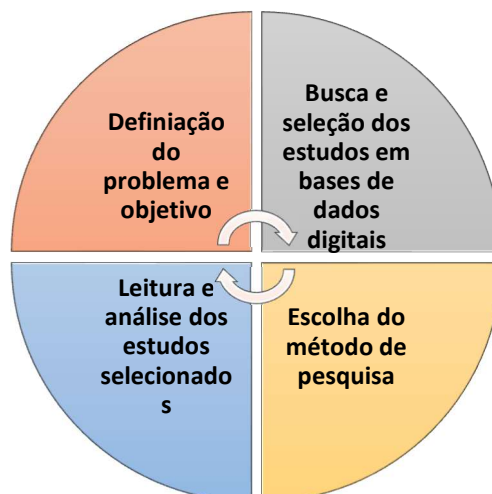 Definiação
do
problema e
objetivo
Busca e
seleção dos
estudos em
bases de
dados
digitais
Leitura e
análise dos
estudos
selecionado
s
Escolha do
método de
pesquisa